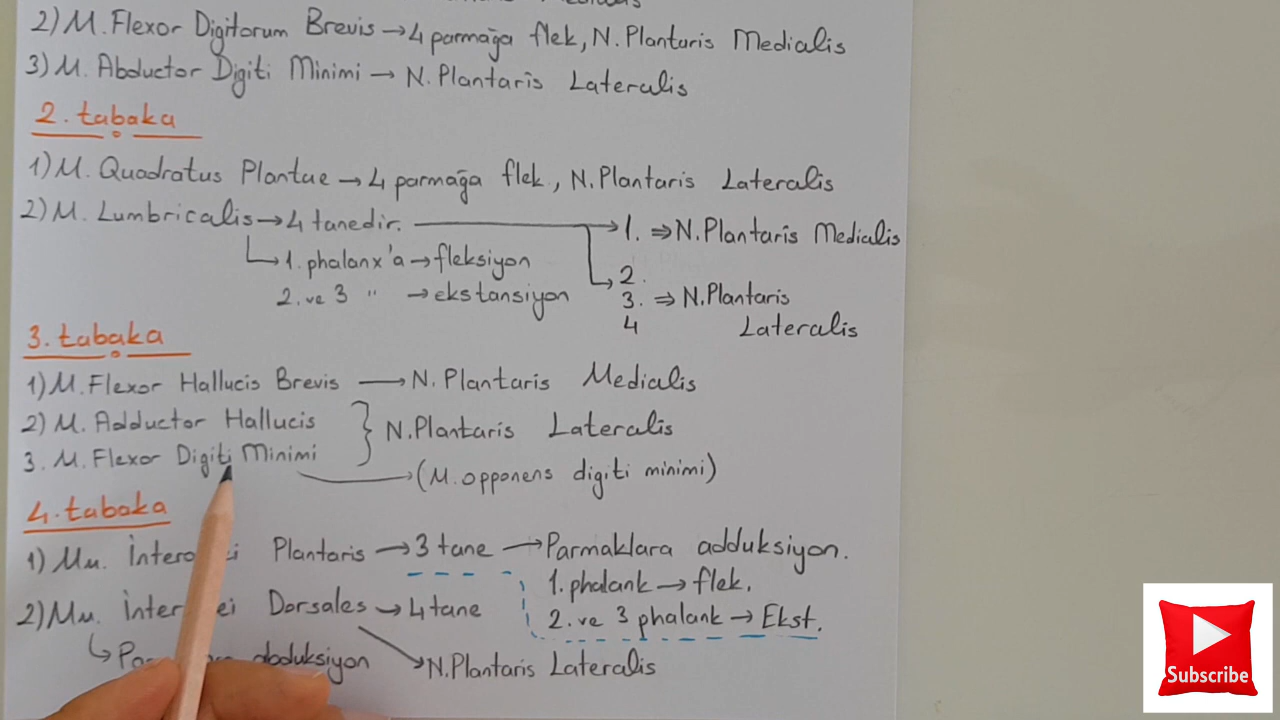 2) M. Flexor Digitorum Brevis → 4 parmağa flek, N. Plantaris Medialis
3) M. Abductor Digiti Minimi → N. Plantaris Lateralis
2. tabaka
1) M. Quadratus Plantae → 4 parmağa flek., N. Plantaris Lateralis
2) M. Lumbricalis → 4 tanedir. → 1. ⇒ N. Plantaris Medialis
1. phalanx'a → fleksiyon
2. ve 3 " → ekstansiyon
2.
3. ⇒ N. Plantaris
4 Lateralis
3. tabaka
1) M. Flexor Hallucis Brevis → N. Plantaris Medialis
2) M. Adductor Hallucis } N. Plantaris Lateralis
3. M. Flexor Digiti Minimi → (M. opponens digiti minimi)
4. tabaka
1) Mm. Plantaris → 3 tane → Parmaklara adduksiyon.
1. phalank → flek.
2. ve 3 phalank → Ekst.
2) Mm. Dorsales → 4 tane
abduksiyon
N. Plantaris Lateralis
Subscribe